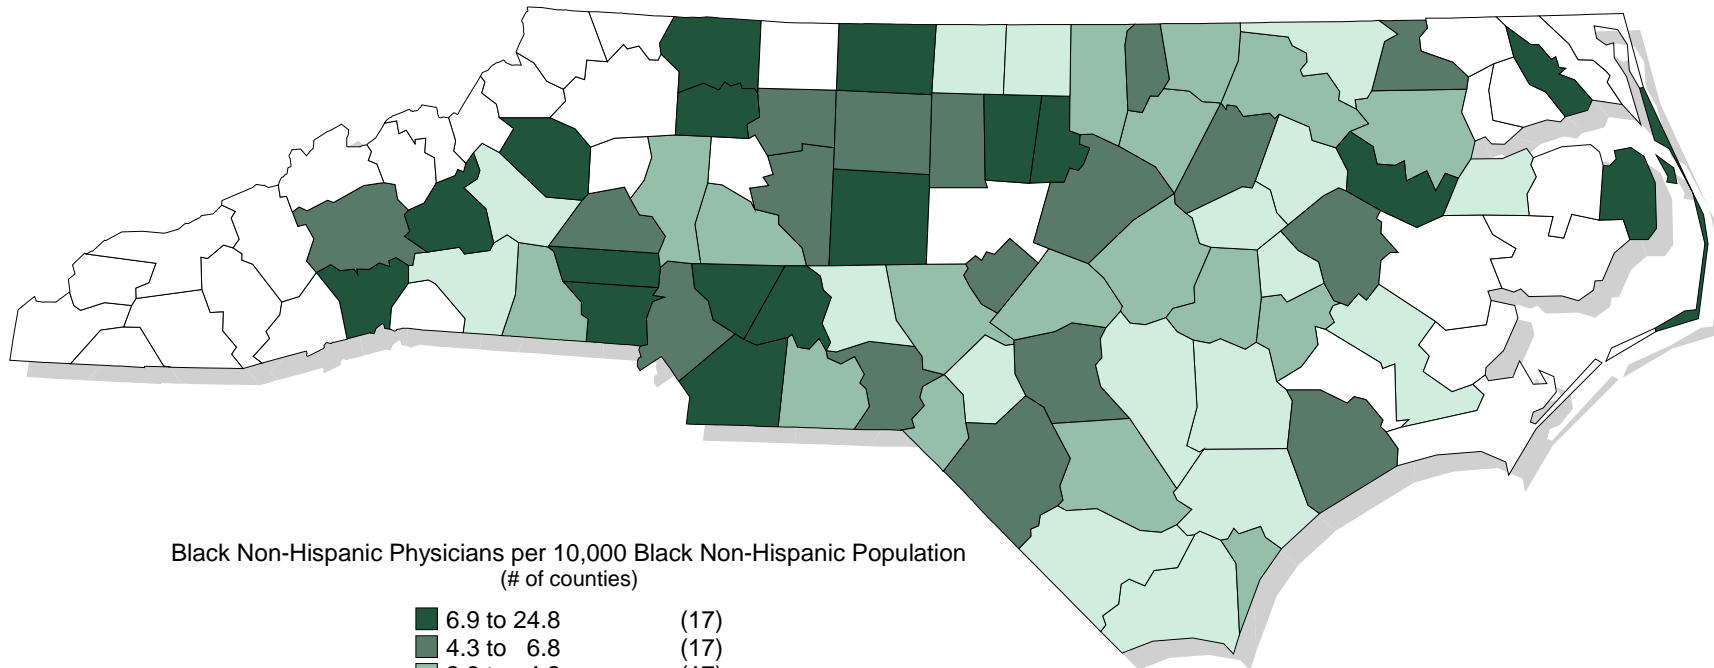 Black Non-Hispanic Physicians per 10,000 Black Non-Hispanic Population
(# of counties)
6.9 to 24.8 (17)
4.3 to 6.8 (17)